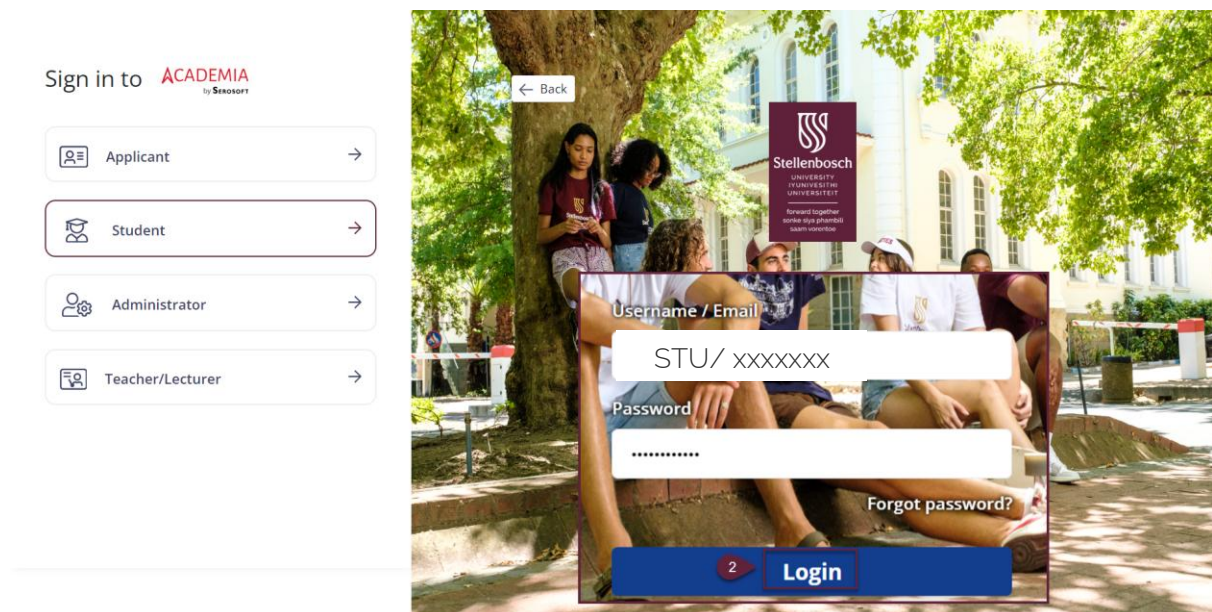 Sign in to ACADEMIA
by SEROSOFT
Applicant
Student
Administrator
Teacher/Lecturer
← Back
Stellenbosch
UNIVERSITY
IYUNIVESITHI
UNIVERSITEIT
forward together
sonke siya phambili
saam vorentoe
Username / Email
STU/ xxxxxxx
Password
••••••••••••
Forgot password?
2 Login